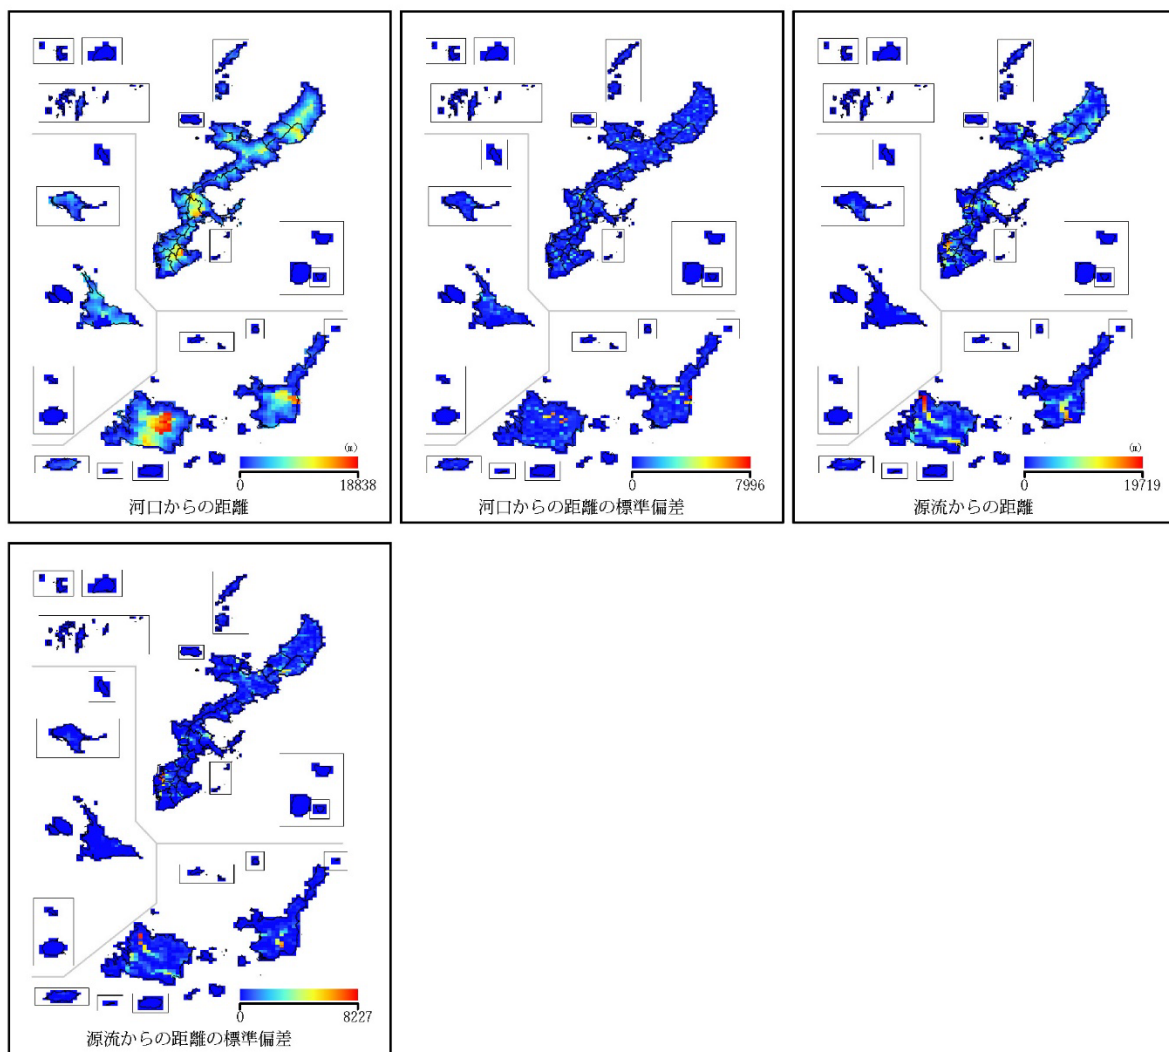 (m)
0 18838
河口からの距離
0 7996
河口からの距離の標準偏差
(m)
0 19719
源流からの距離
0 8227
源流からの距離の標準偏差